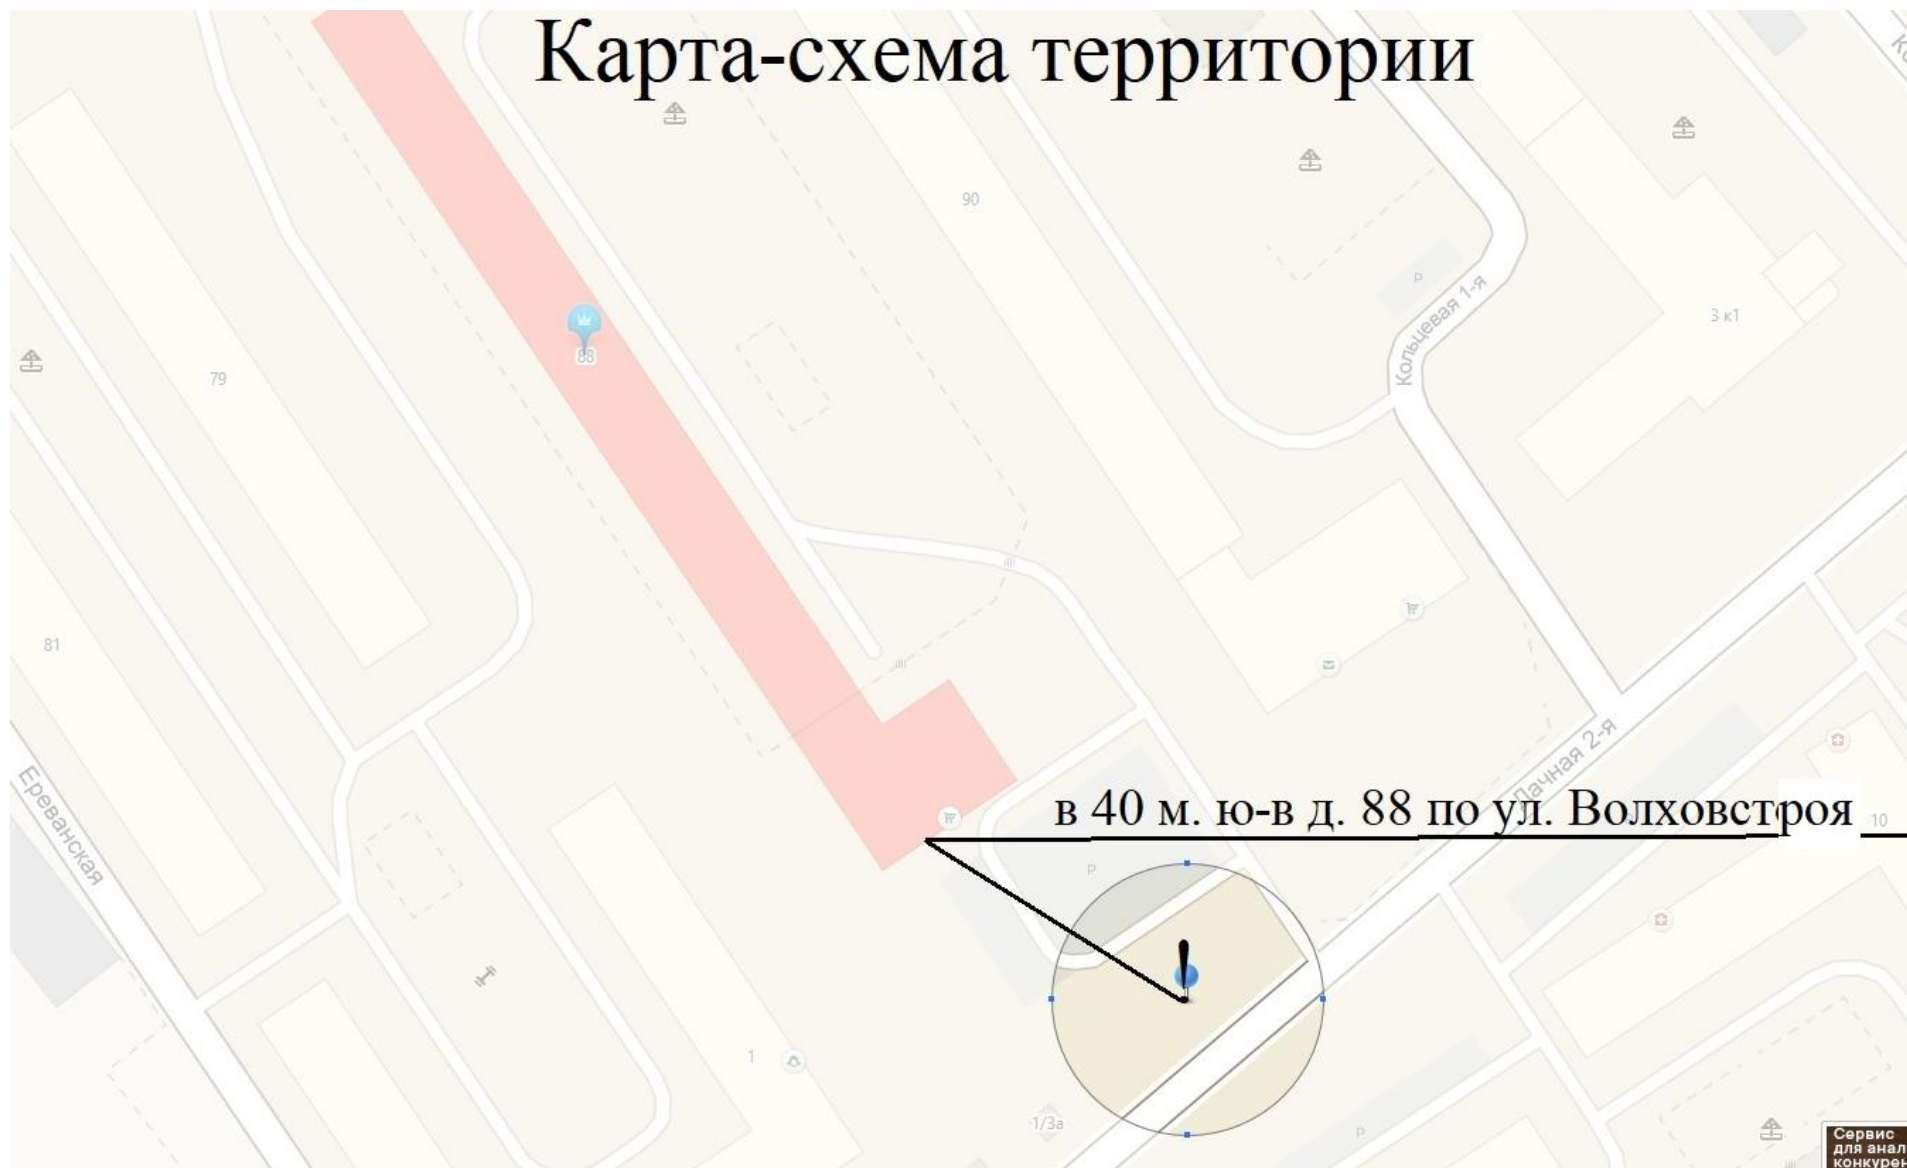 Карта-схема территории
90
Кольцевая 1-я
3 к1
88
79
81
Дачная 2-я
в 40 м. ю-в д. 88 по ул. Волховстроя
10
Ереванская
P
P
1
1/3а
P
Сервис
для анал
конкурен